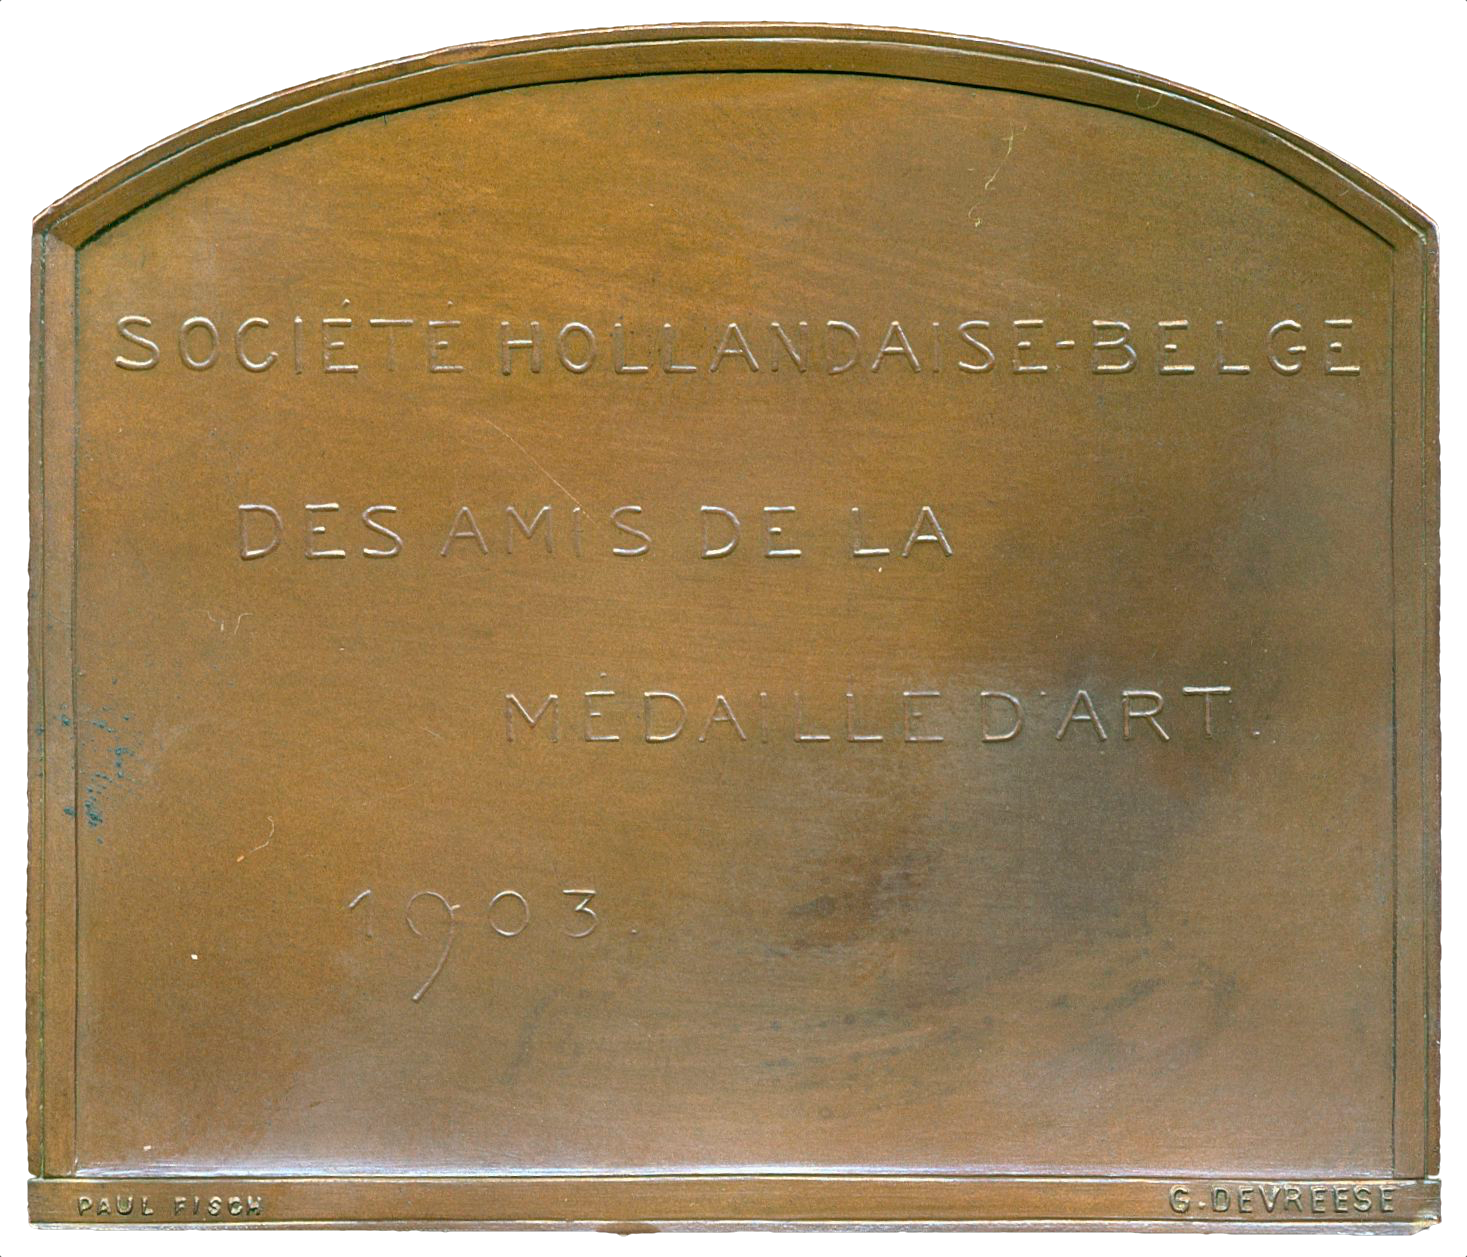 SOCIÉTÉ HOLLANDAISE-BELGE
DES AMIS DE LA
MÉDAILLE D'ART.
1903.
PAUL FISCH
G. DEVREESE